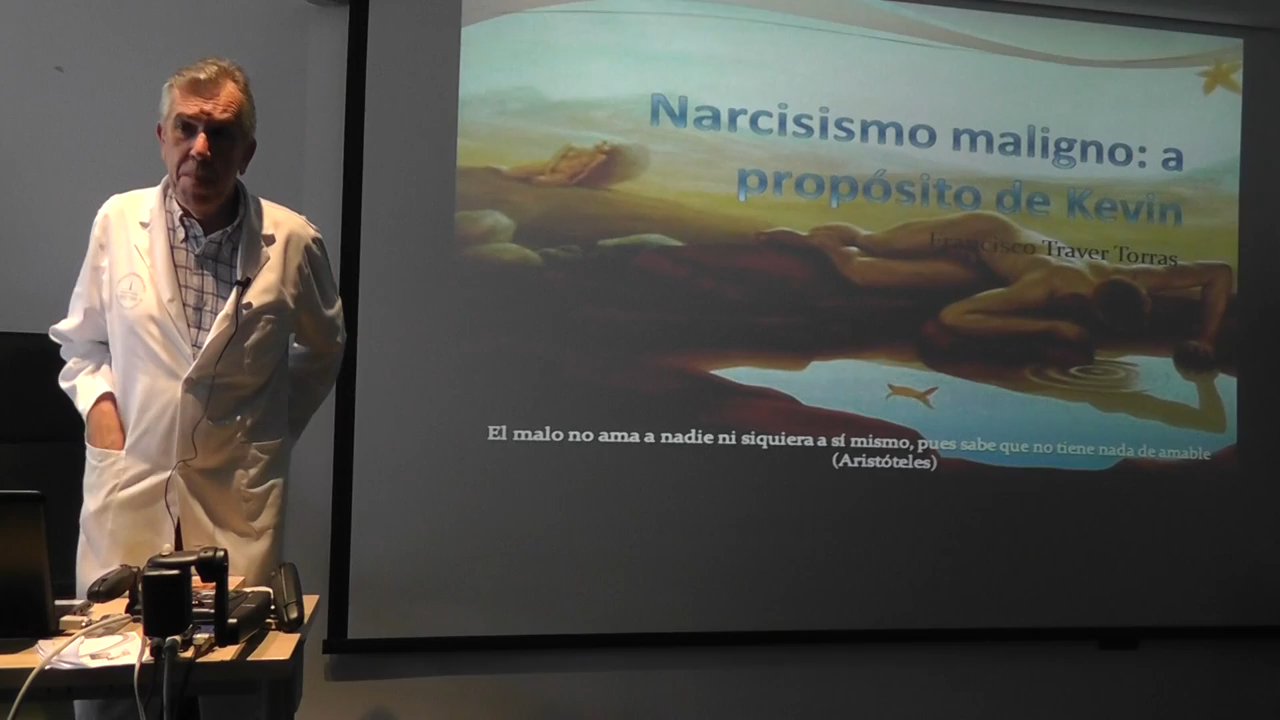 Narcisismo maligno: a
propósito de Kevin
Francisco Traver Torras
El malo no ama a nadie ni siquiera a sí mismo, pues sabe que no tiene nada de amable
(Aristóteles)